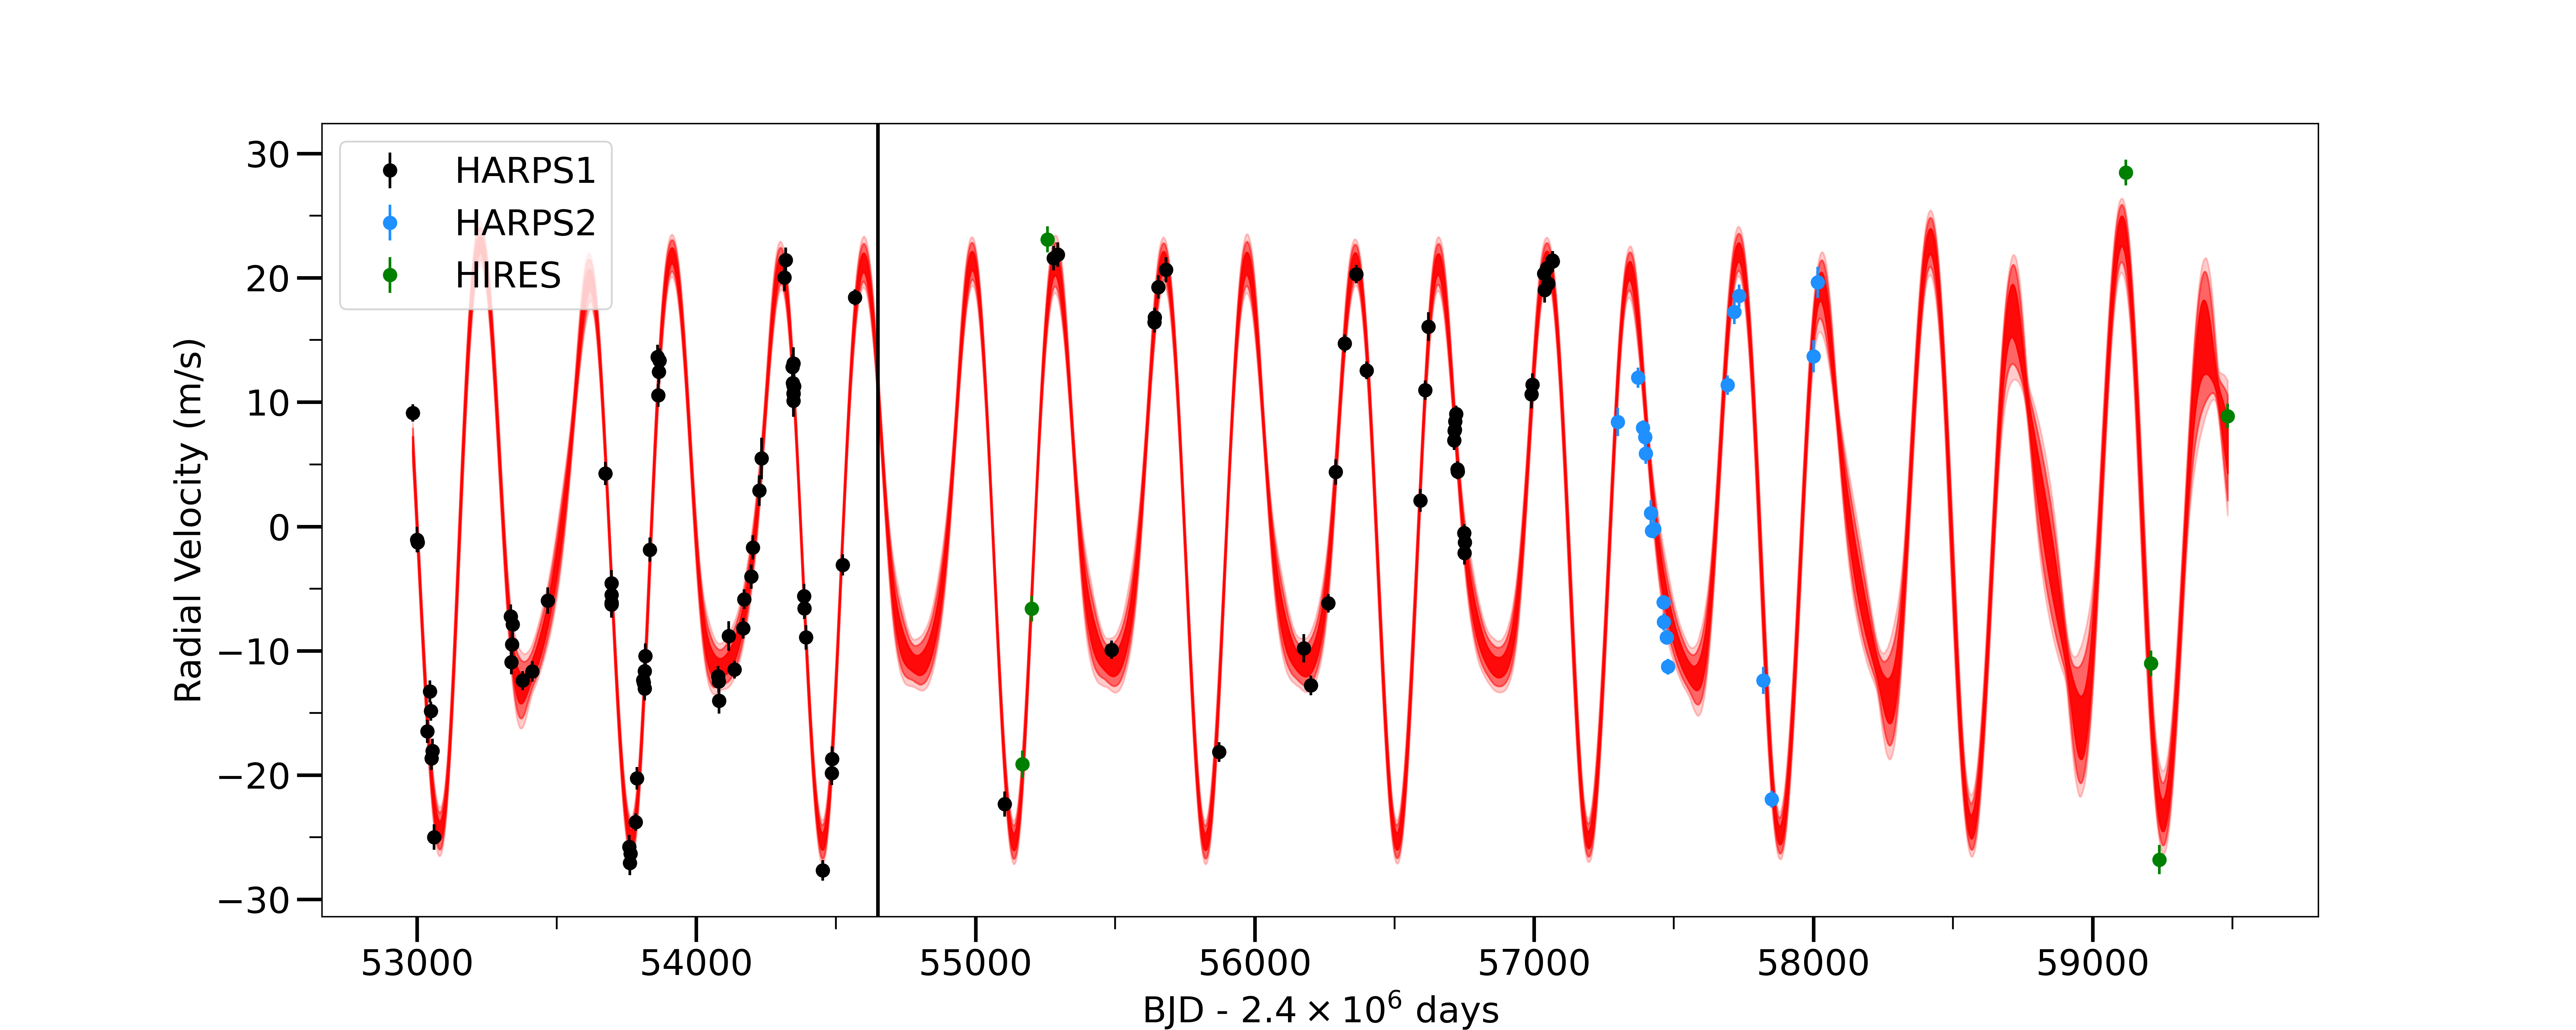 HARPS1
HARPS2
HIRES
30
20
10
0
−10
−20
−30
Radial Velocity (m/s)
53000 54000 55000 56000 57000 58000 59000
BJD - 2.4 × 10⁶ days